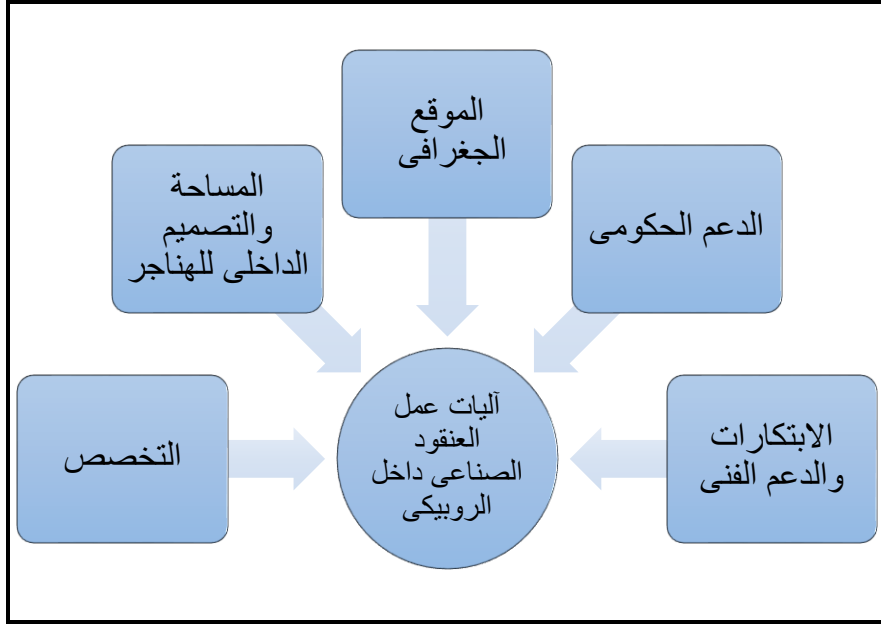 الموقع
الجغرافى
الدعم الحكومى
المساحة
والتصميم
الداخلى للهناجر
الابتكارات
والدعم الفنى
التخصص
آليات عمل
العنقود
الصناعى داخل
الروبيكى